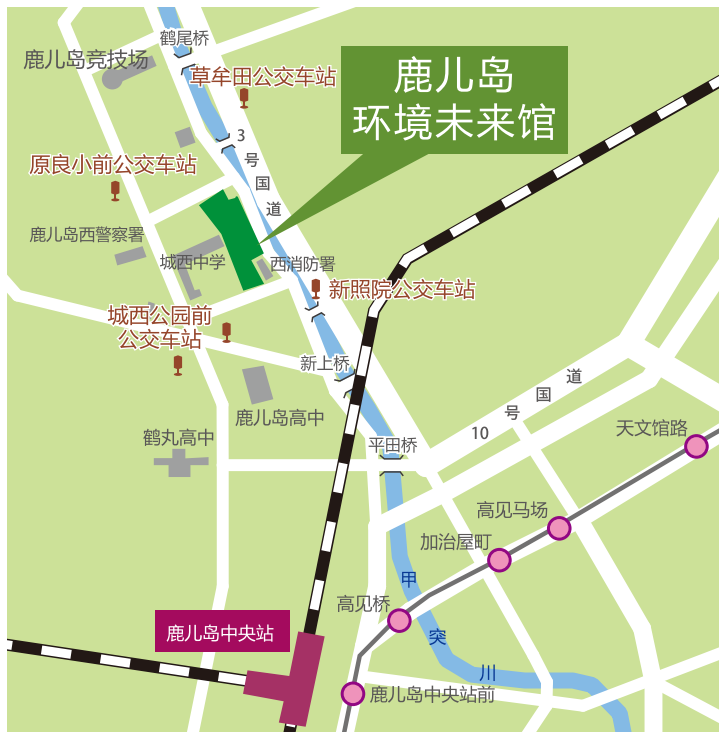 鹤尾桥
鹿儿岛竞技场
草牟田公交车站
鹿儿岛
环境未来馆
3
号
国
道
原良小前公交车站
鹿儿岛西警察署
城西中学
西消防署
新照院公交车站
城西公园前
公交车站
新上桥
鹿儿岛高中
道
国
号
10
天文馆路
鹤丸高中
平田桥
高见马场
加治屋町
甲
突
川
高见桥
鹿儿岛中央站
鹿儿岛中央站前